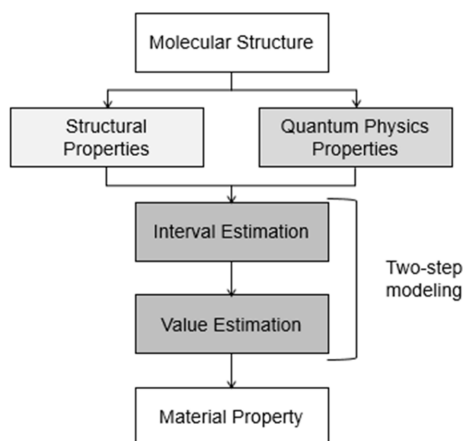 Molecular Structure
Structural
Properties
Quantum Physics
Properties
Interval Estimation
Two-step
modeling
Value Estimation
Material Property